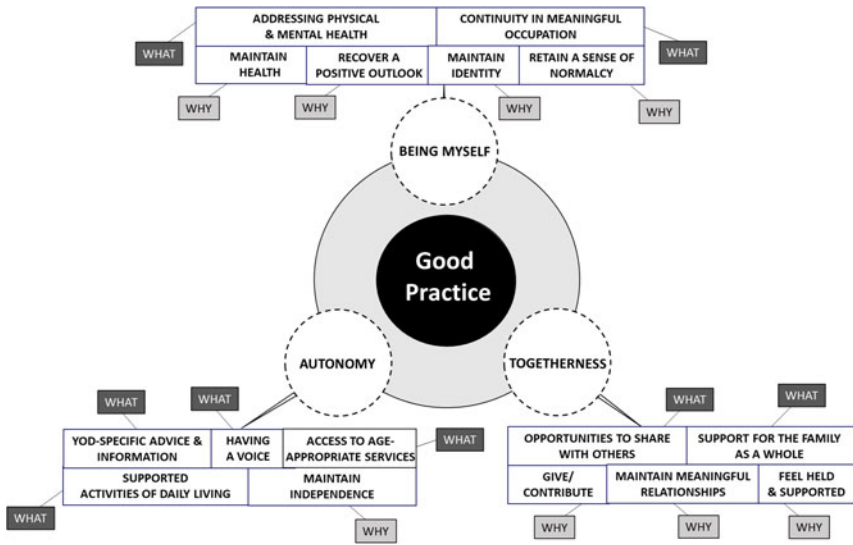 ADDRESSING PHYSICAL
& MENTAL HEALTH
CONTINUITY IN MEANINGFUL
OCCUPATION
WHAT
WHAT
MAINTAIN
HEALTH
RECOVER A
POSITIVE OUTLOOK
MAINTAIN
IDENTITY
RETAIN A SENSE OF
NORMALCY
WHY
WHY
WHY
WHY
BEING MYSELF
Good
Practice
AUTONOMY
TOGETHERNESS
WHAT
WHAT
YOD-SPECIFIC ADVICE &
INFORMATION
HAVING
A VOICE
ACCESS TO AGE-
APPROPRIATE SERVICES
WHAT
SUPPORTED
ACTIVITIES OF DAILY LIVING
MAINTAIN
INDEPENDENCE
WHAT
WHY
WHAT
WHAT
OPPORTUNITIES TO SHARE
WITH OTHERS
SUPPORT FOR THE FAMILY
AS A WHOLE
GIVE/
CONTRIBUTE
MAINTAIN MEANINGFUL
RELATIONSHIPS
FEEL HELD
& SUPPORTED
WHY
WHY
WHY